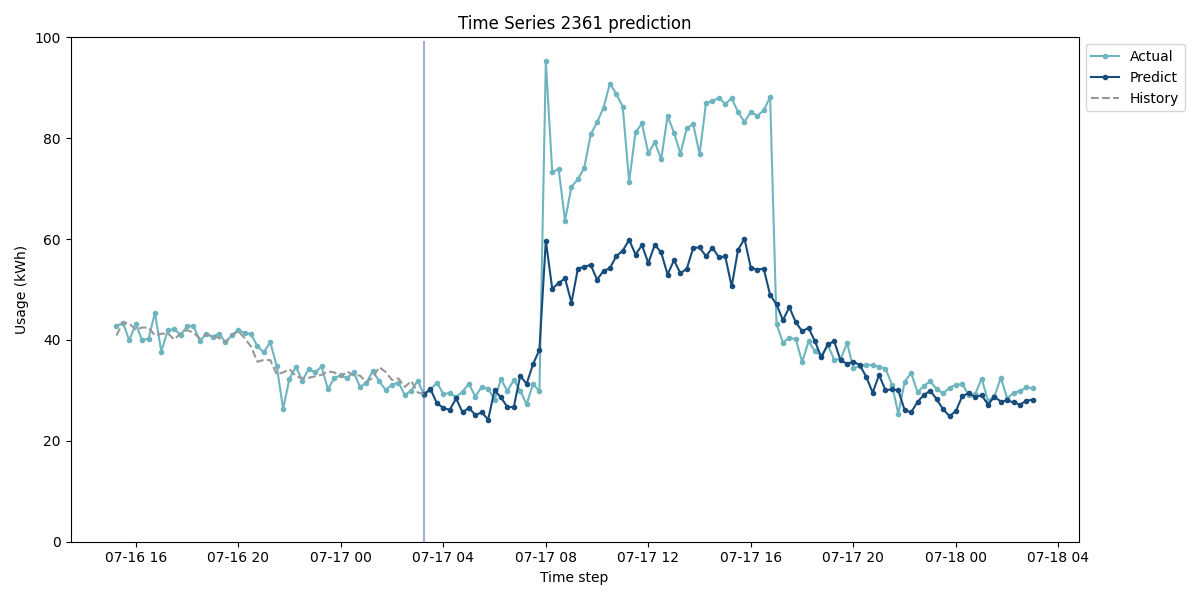 Time Series 2361 prediction
100
80
60
40
20
0
Usage (kWh)
07-16 16
07-16 20
07-17 00
07-17 04
07-17 08
07-17 12
07-17 16
07-17 20
07-18 00
07-18 04
Time step
Actual
Predict
History